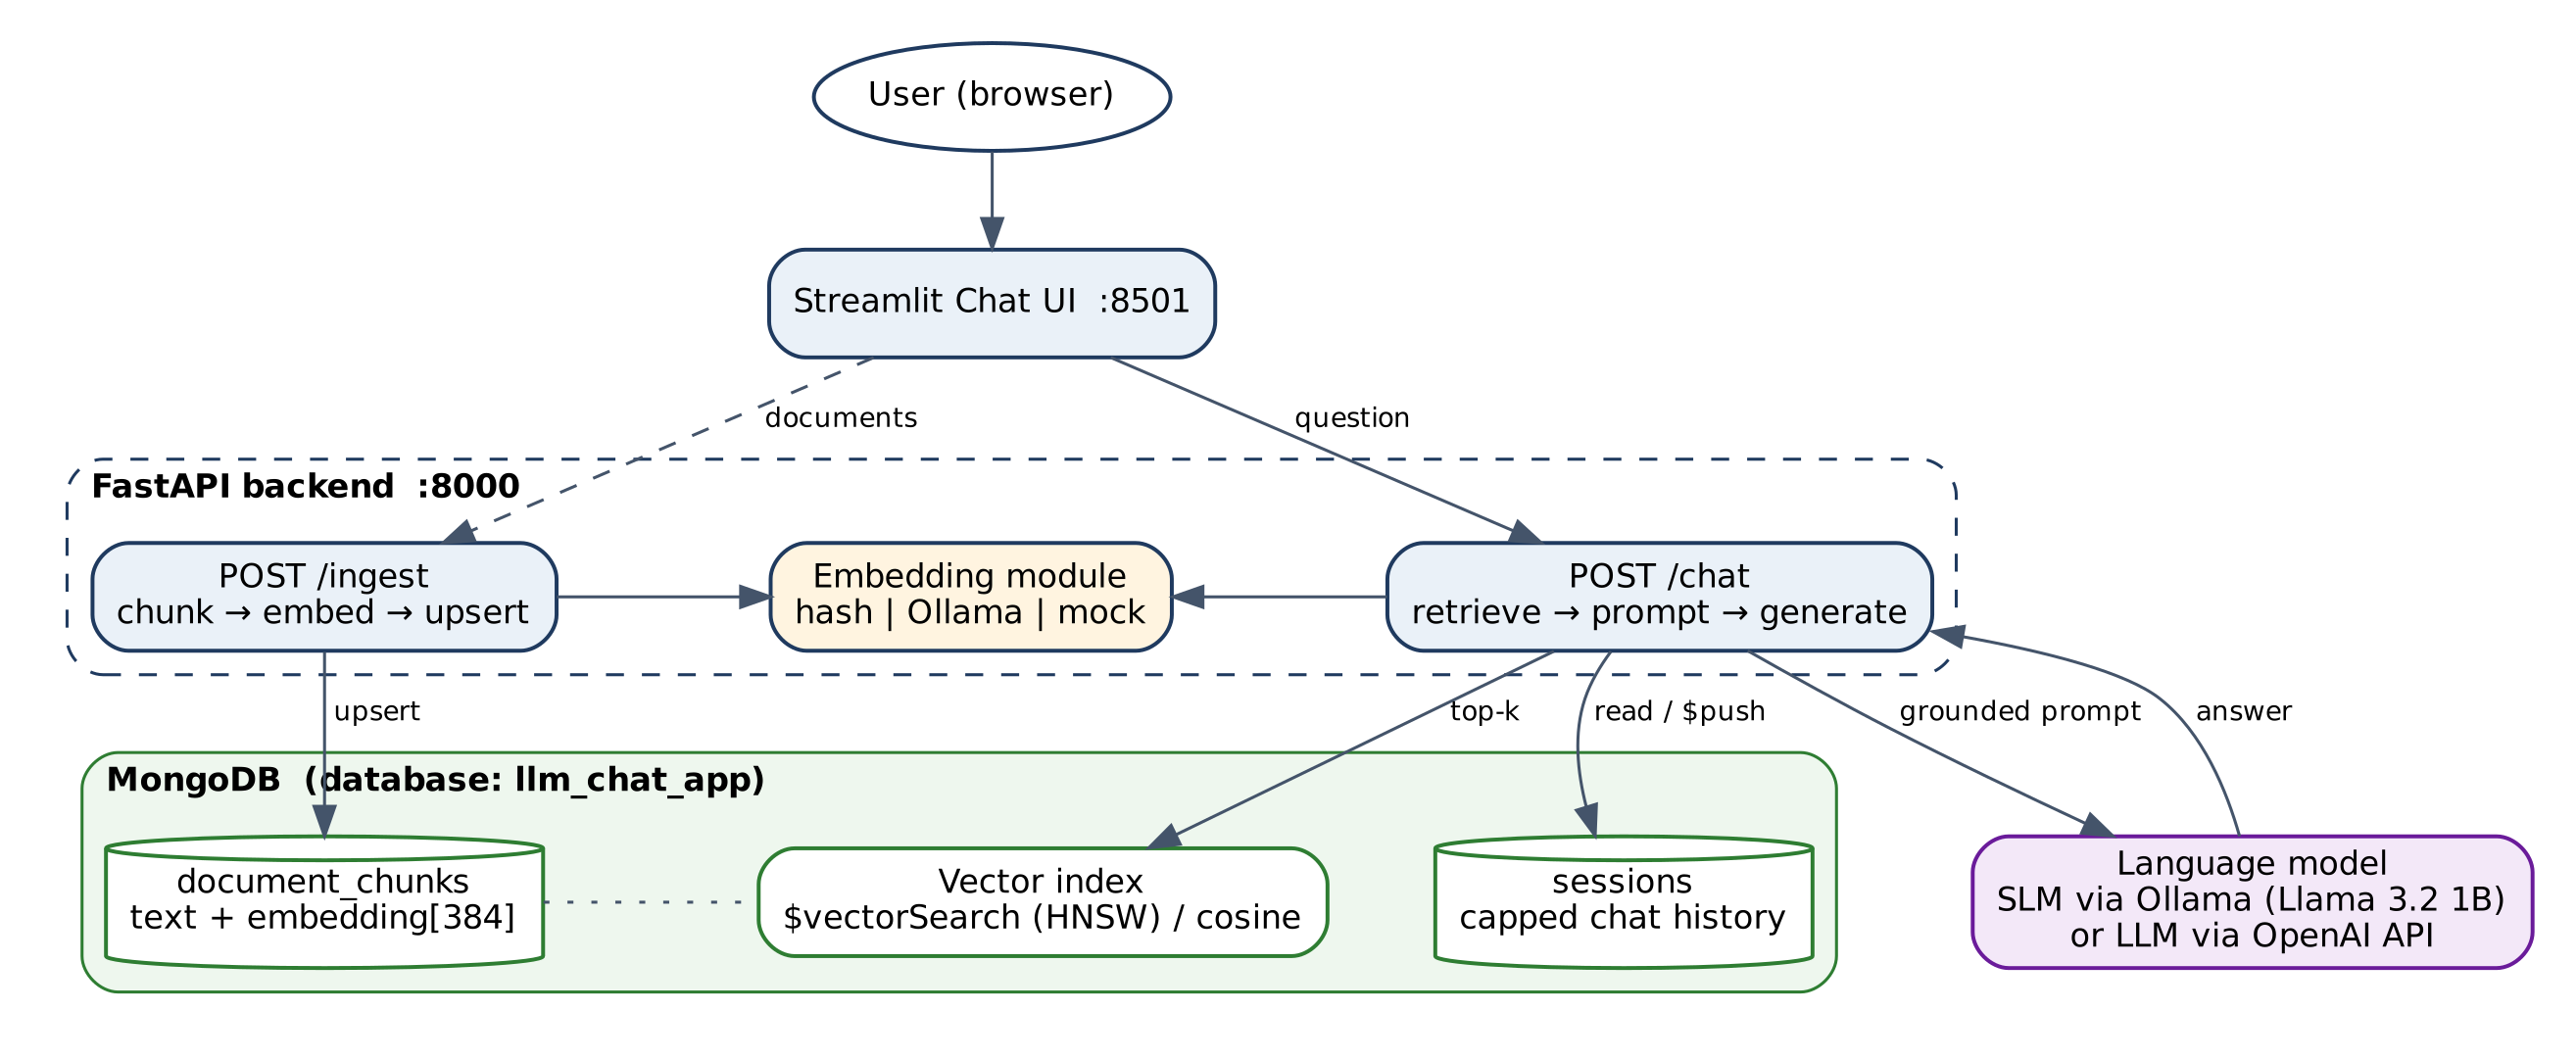 User (browser)
Streamlit Chat UI  :8501
documents
question
FastAPI backend  :8000
POST /ingest
chunk → embed → upsert
Embedding module
hash | Ollama | mock
POST /chat
retrieve → prompt → generate
upsert
top-k
read / $push
grounded prompt
answer
MongoDB  (database: llm_chat_app)
document_chunks
text + embedding[384]
Vector index
$vectorSearch (HNSW) / cosine
sessions
capped chat history
Language model
SLM via Ollama (Llama 3.2 1B)
or LLM via OpenAI API